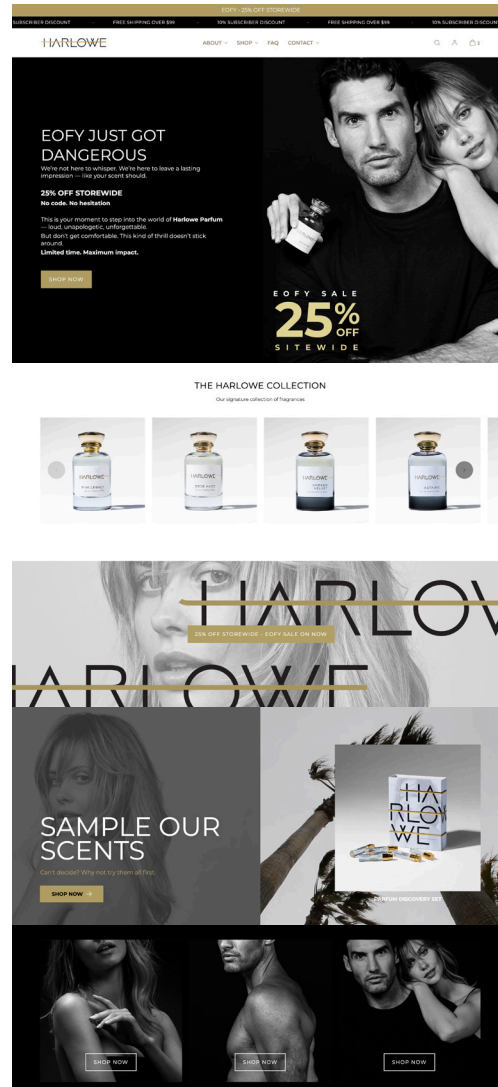 EOFY - 25% OFF STOREWIDE
SUBSCRIBER DISCOUNT - FREE SHIPPING OVER $99 - 10% SUBSCRIBER DISCOUNT - FREE SHIPPING OVER $99 - 10% SUBSCRIBER DISCOUNT
HARLOWE
ABOUT SHOP FAQ CONTACT
EOFY JUST GOT
DANGEROUS
We're not here to whisper. We're here to leave a lasting
impression — like your scent should.
25% OFF STOREWIDE
No code. No hesitation
This is your moment to step into the world of Harlowe Parfum
— loud, unapologetic, unforgettable.
But don't get comfortable. This kind of thrill doesn't stick
around.
Limited time. Maximum impact.
SHOP NOW
EOFY SALE
25%
OFF
SITEWIDE
THE HARLOWE COLLECTION
Our signature collection of fragrances
HARLOWE
HARLOWE
HARLOWE
HARLOWE
HARLOW
25% OFF STOREWIDE - EOFY SALE ON NOW
HARLOWE
SAMPLE OUR
SCENTS
Can't decide? Why not try them all first.
SHOP NOW →
HA
RLOW
WE
PARFUM DISCOVERY SET
SHOP NOW
SHOP NOW
SHOP NOW